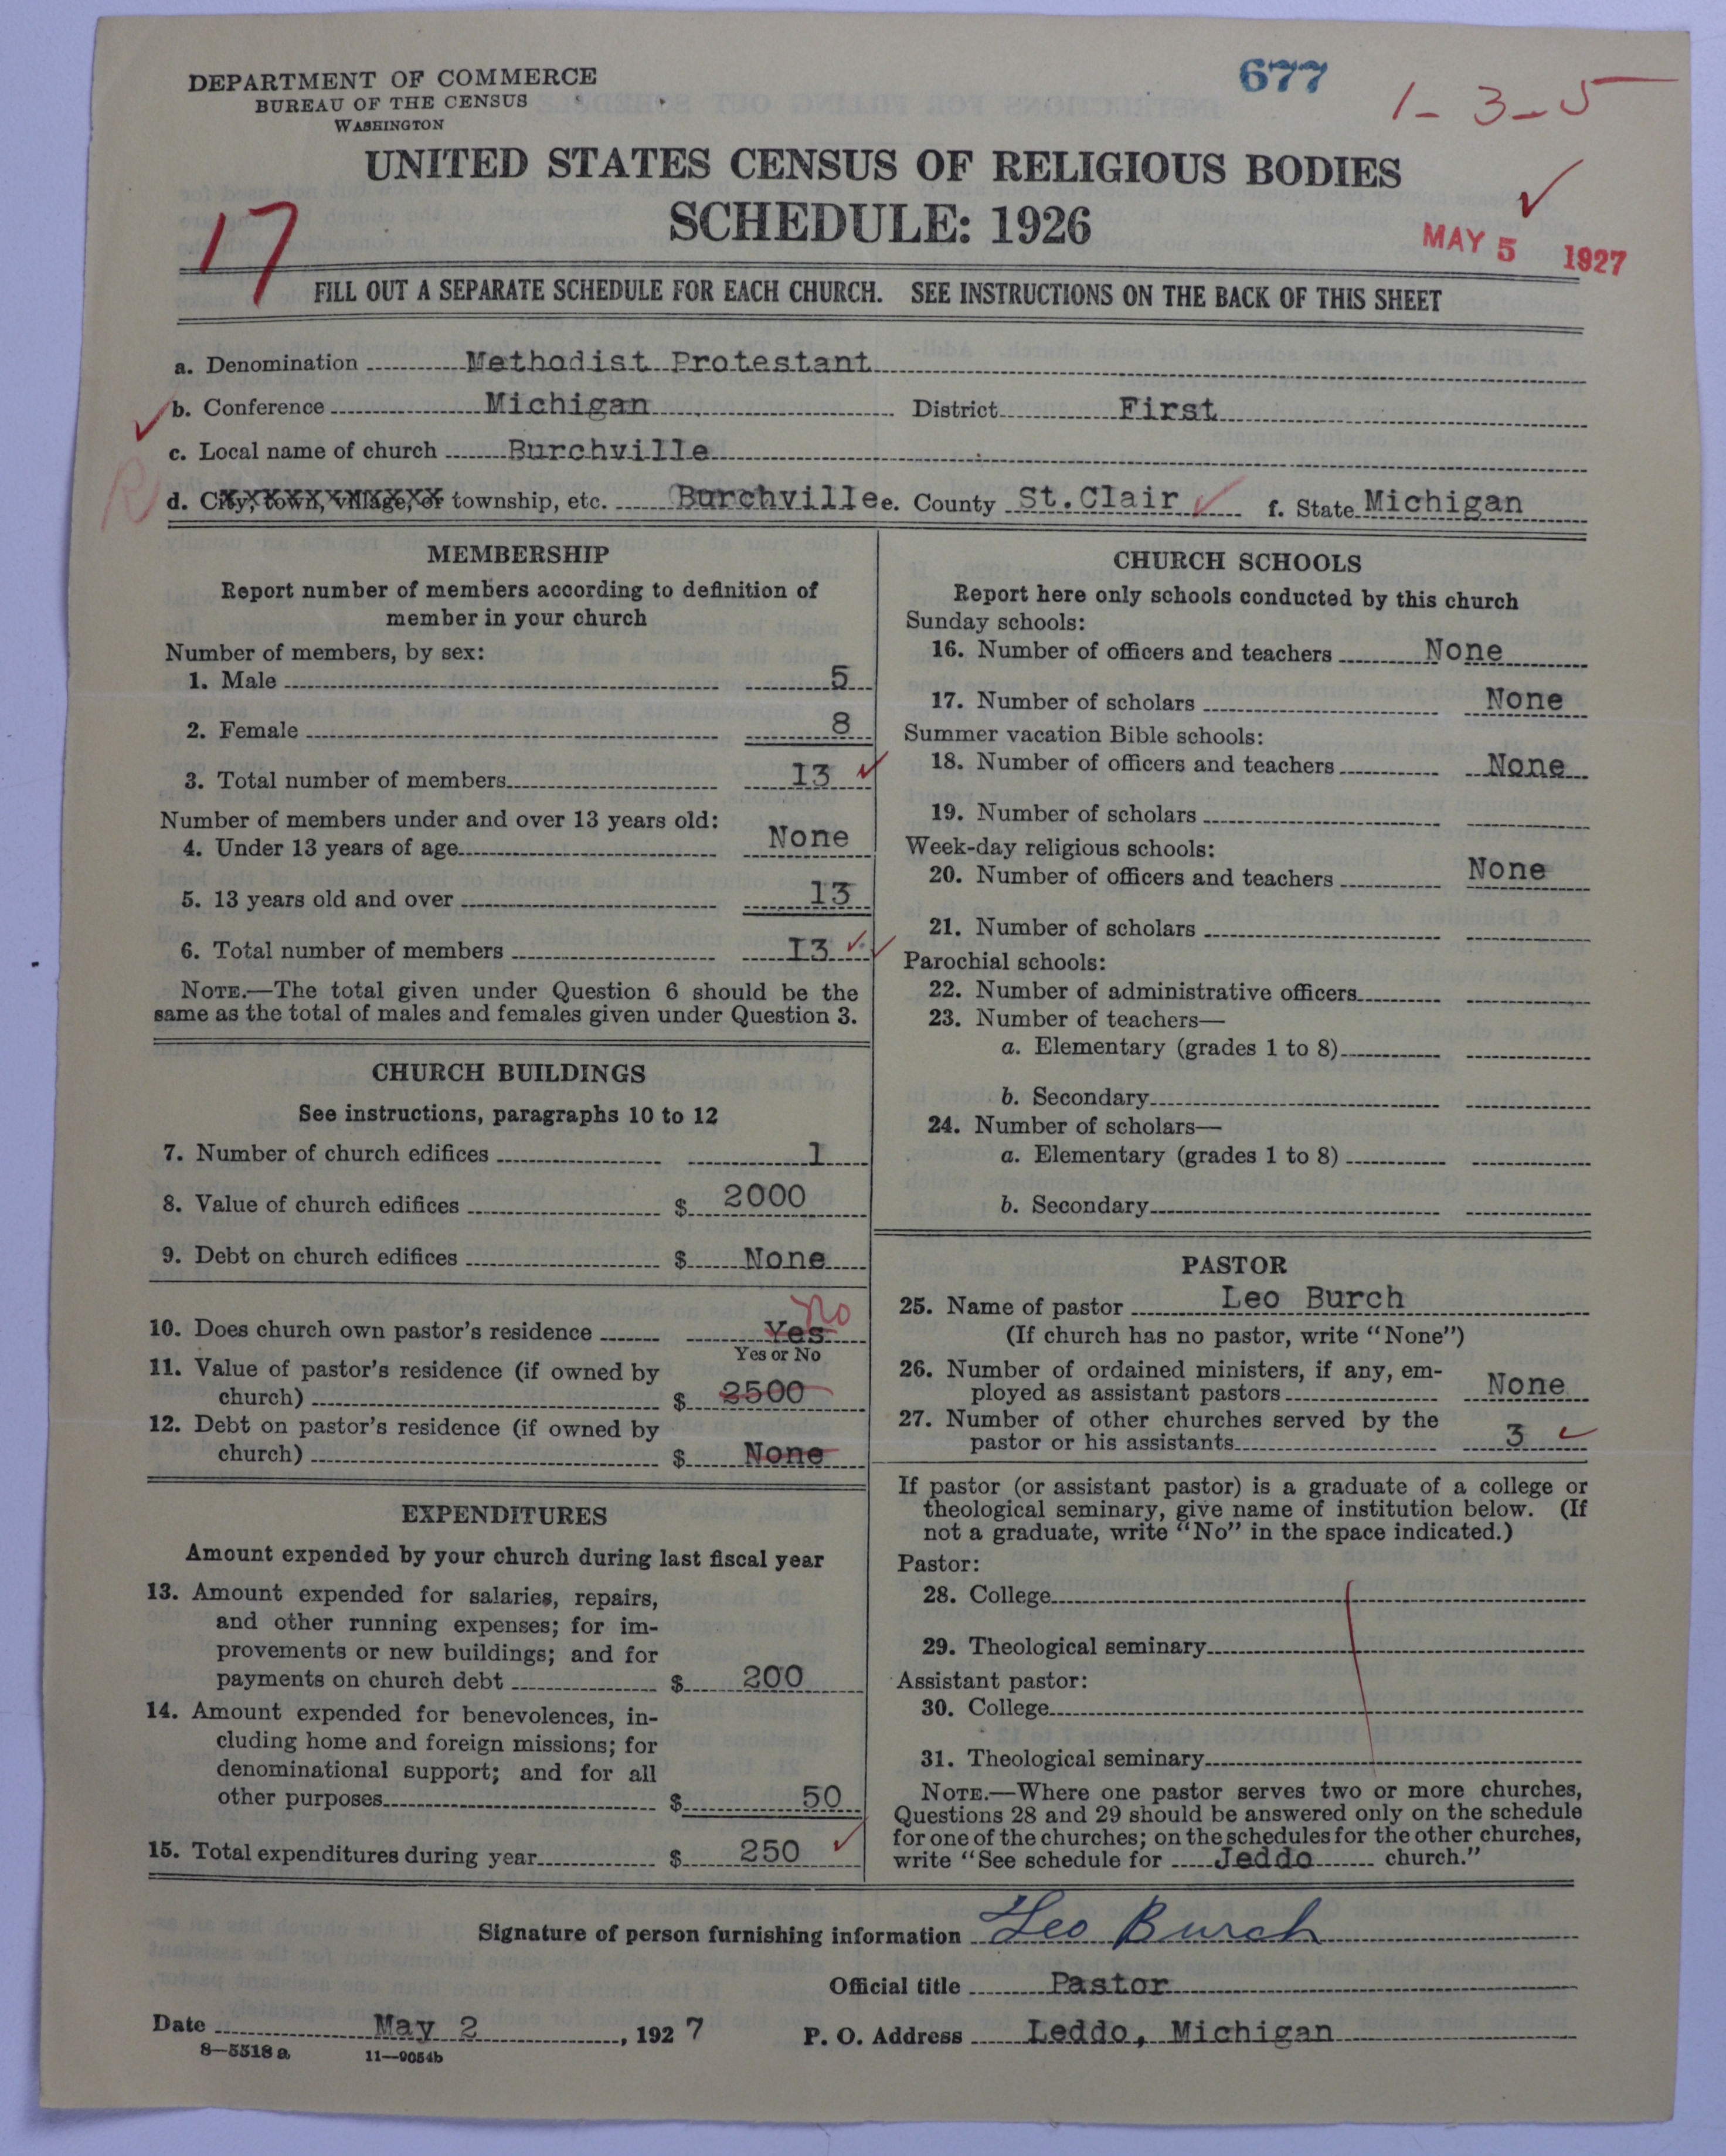 DEPARTMENT OF COMMERCE
BUREAU OF THE CENSUS
WASHINGTON
677
1-3-5
UNITED STATES CENSUS OF RELIGIOUS BODIES
SCHEDULE: 1926
17
MAY 5 1927
FILL OUT A SEPARATE SCHEDULE FOR EACH CHURCH. SEE INSTRUCTIONS ON THE BACK OF THIS SHEET
a. Denomination Methodist Protestant
b. Conference Michigan District First
c. Local name of church Burchville
R
d. City, town, village, or township, etc. Burchville e. County St.Clair f. State Michigan
MEMBERSHIP
Report number of members according to definition of
member in your church
Number of members, by sex:
1. Male 5
2. Female 8
3. Total number of members 13
Number of members under and over 13 years old:
4. Under 13 years of age None
5. 13 years old and over 13
6. Total number of members 13
NOTE.—The total given under Question 6 should be the
same as the total of males and females given under Question 3.
CHURCH BUILDINGS
See instructions, paragraphs 10 to 12
7. Number of church edifices 1
8. Value of church edifices $ 2000
9. Debt on church edifices $ None
10. Does church own pastor's residence Yes no
Yes or No
11. Value of pastor's residence (if owned by
church) $ 2500
12. Debt on pastor's residence (if owned by
church) $ None
EXPENDITURES
Amount expended by your church during last fiscal year
13. Amount expended for salaries, repairs,
and other running expenses; for im-
provements or new buildings; and for
payments on church debt $ 200
14. Amount expended for benevolences, in-
cluding home and foreign missions; for
denominational support; and for all
other purposes $ 50
15. Total expenditures during year $ 250
CHURCH SCHOOLS
Report here only schools conducted by this church
Sunday schools:
16. Number of officers and teachers None
17. Number of scholars None
Summer vacation Bible schools:
18. Number of officers and teachers None
19. Number of scholars
Week-day religious schools:
20. Number of officers and teachers None
21. Number of scholars
Parochial schools:
22. Number of administrative officers
23. Number of teachers—
a. Elementary (grades 1 to 8)
b. Secondary
24. Number of scholars—
a. Elementary (grades 1 to 8)
b. Secondary
PASTOR
25. Name of pastor Leo Burch
(If church has no pastor, write "None")
26. Number of ordained ministers, if any, em-
ployed as assistant pastors None
27. Number of other churches served by the
pastor or his assistants 3
If pastor (or assistant pastor) is a graduate of a college or
theological seminary, give name of institution below. (If
not a graduate, write "No" in the space indicated.)
Pastor:
28. College
29. Theological seminary
Assistant pastor:
30. College
31. Theological seminary
NOTE.—Where one pastor serves two or more churches,
Questions 28 and 29 should be answered only on the schedule
for one of the churches; on the schedules for the other churches,
write "See schedule for Jeddo church."
Signature of person furnishing information Leo Burch
Official title Pastor
Date May 2, 1927 P. O. Address Leddo, Michigan
8—5518 a 11—9054b